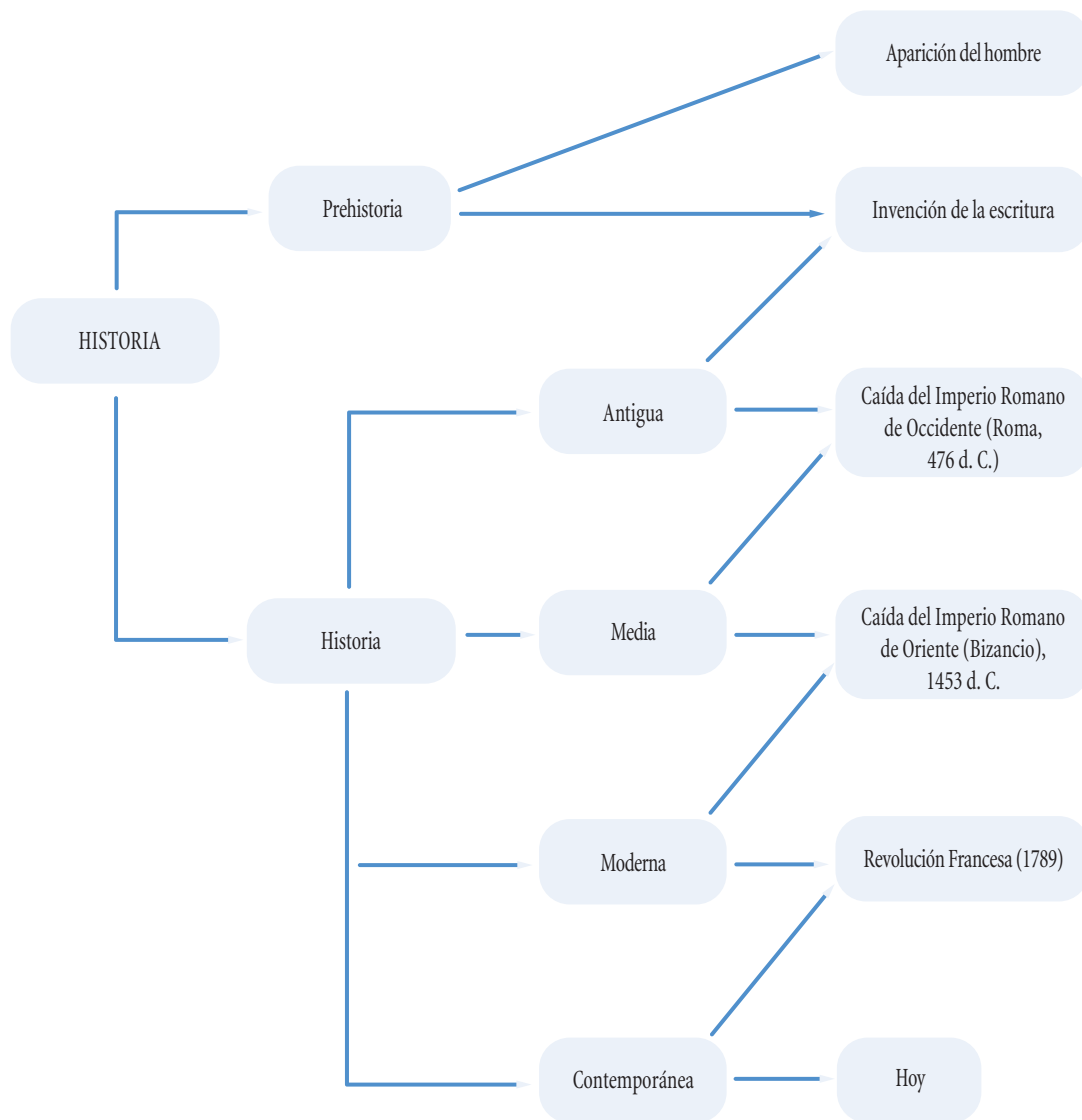 Aparición del hombre
Prehistoria
Invención de la escritura
HISTORIA
Antigua
Caída del Imperio Romano
de Occidente (Roma,
476 d. C.)
Historia
Media
Caída del Imperio Romano
de Oriente (Bizancio),
1453 d. C.
Moderna
Revolución Francesa (1789)
Contemporánea
Hoy